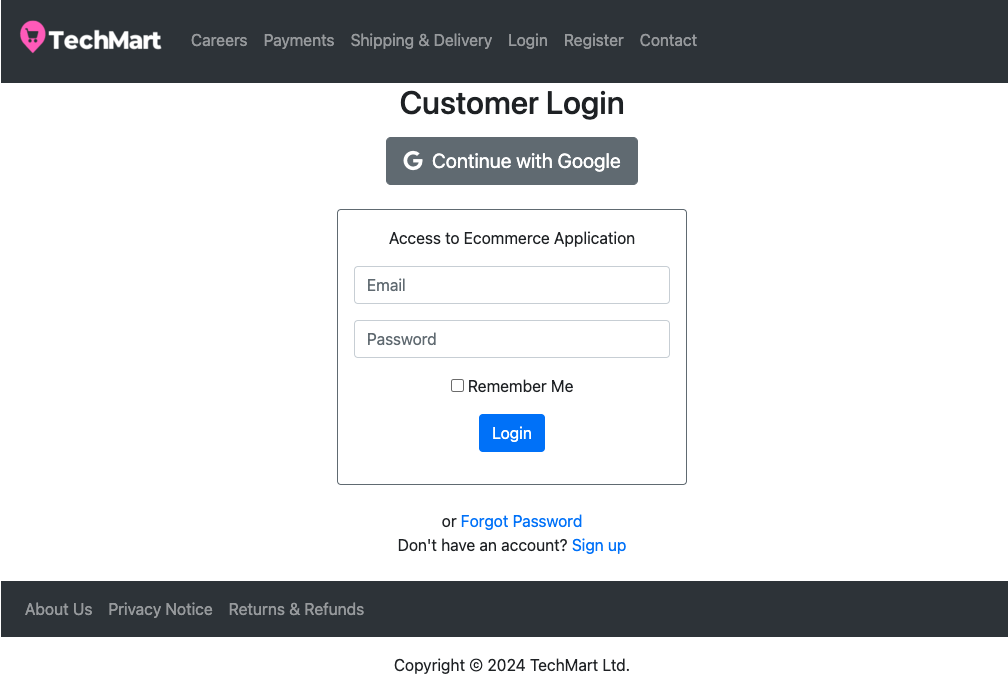 TechMart Careers Payments Shipping & Delivery Login Register Contact
Customer Login
Continue with Google
Access to Ecommerce Application
Email
Password
Remember Me
Login
or Forgot Password
Don't have an account? Sign up
About Us Privacy Notice Returns & Refunds
Copyright © 2024 TechMart Ltd.